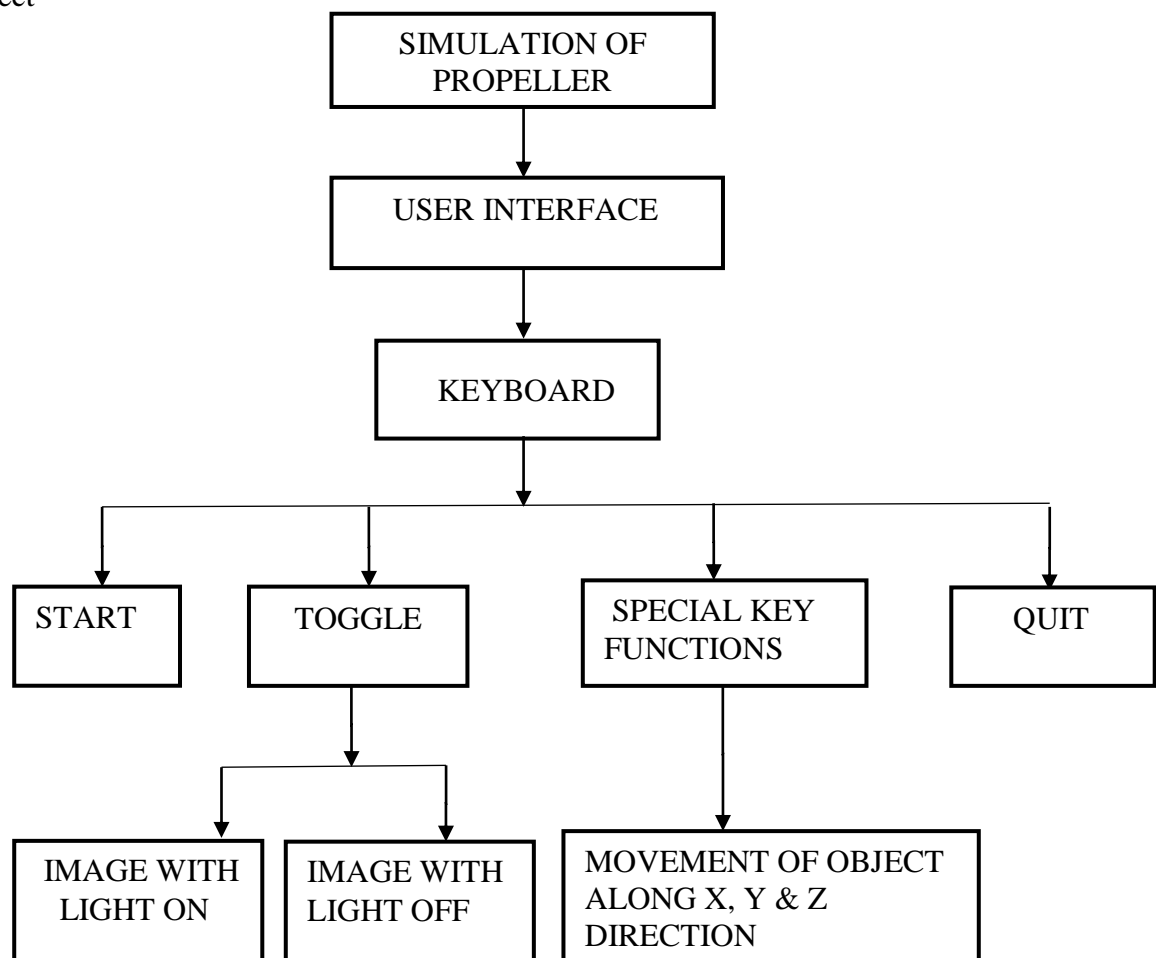 SIMULATION OF
PROPELLER
USER INTERFACE
KEYBOARD
START
TOGGLE
SPECIAL KEY
FUNCTIONS
QUIT
IMAGE WITH
LIGHT ON
IMAGE WITH
LIGHT OFF
MOVEMENT OF OBJECT
ALONG X, Y & Z
DIRECTION